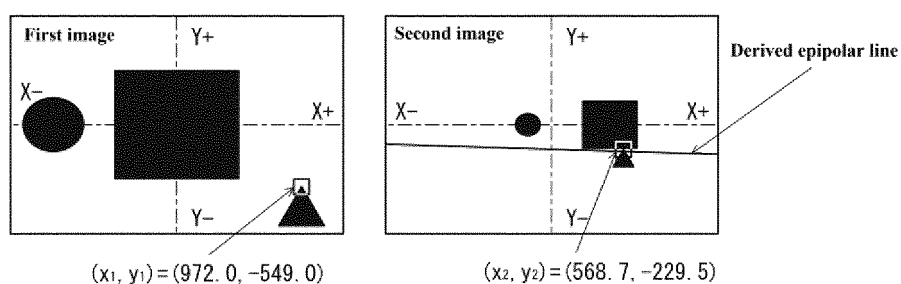 First image
Y+
X-
X+
Y-
(x1, y1)=(972.0, -549.0)
Second image
Y+
X-
X+
Y-
(x2, y2)=(568.7, -229.5)
Derived epipolar line